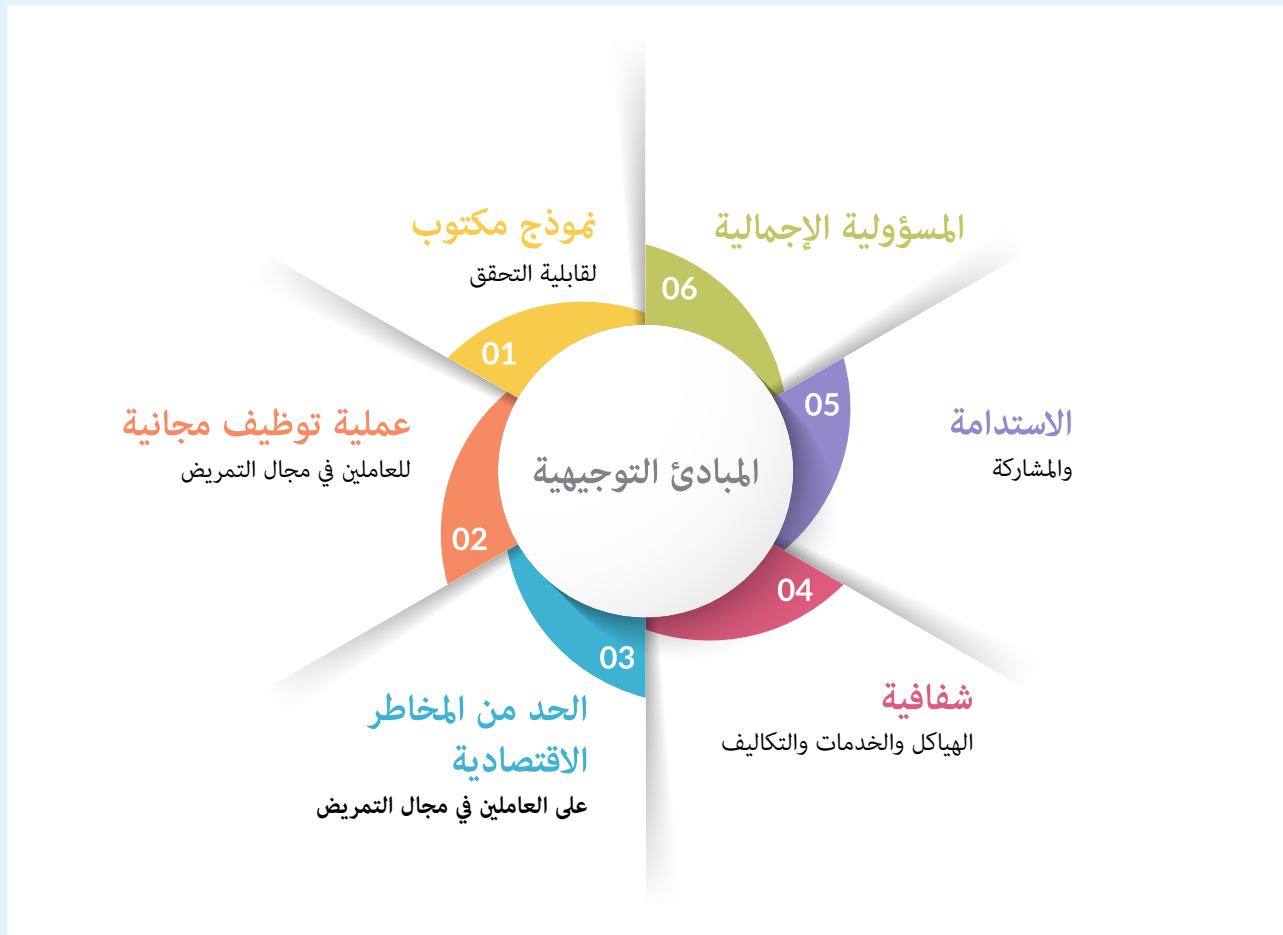 المبادئ التوجيهية
01
نموذج مكتوب
لقابلية التحقق
02
عملية توظيف مجانية
للعاملين في مجال التمريض
03
الحد من المخاطر
الاقتصادية
على العاملين في مجال التمريض
04
شفافية
الهياكل والخدمات والتكاليف
05
الاستدامة
والمشاركة
06
المسؤولية الإجمالية